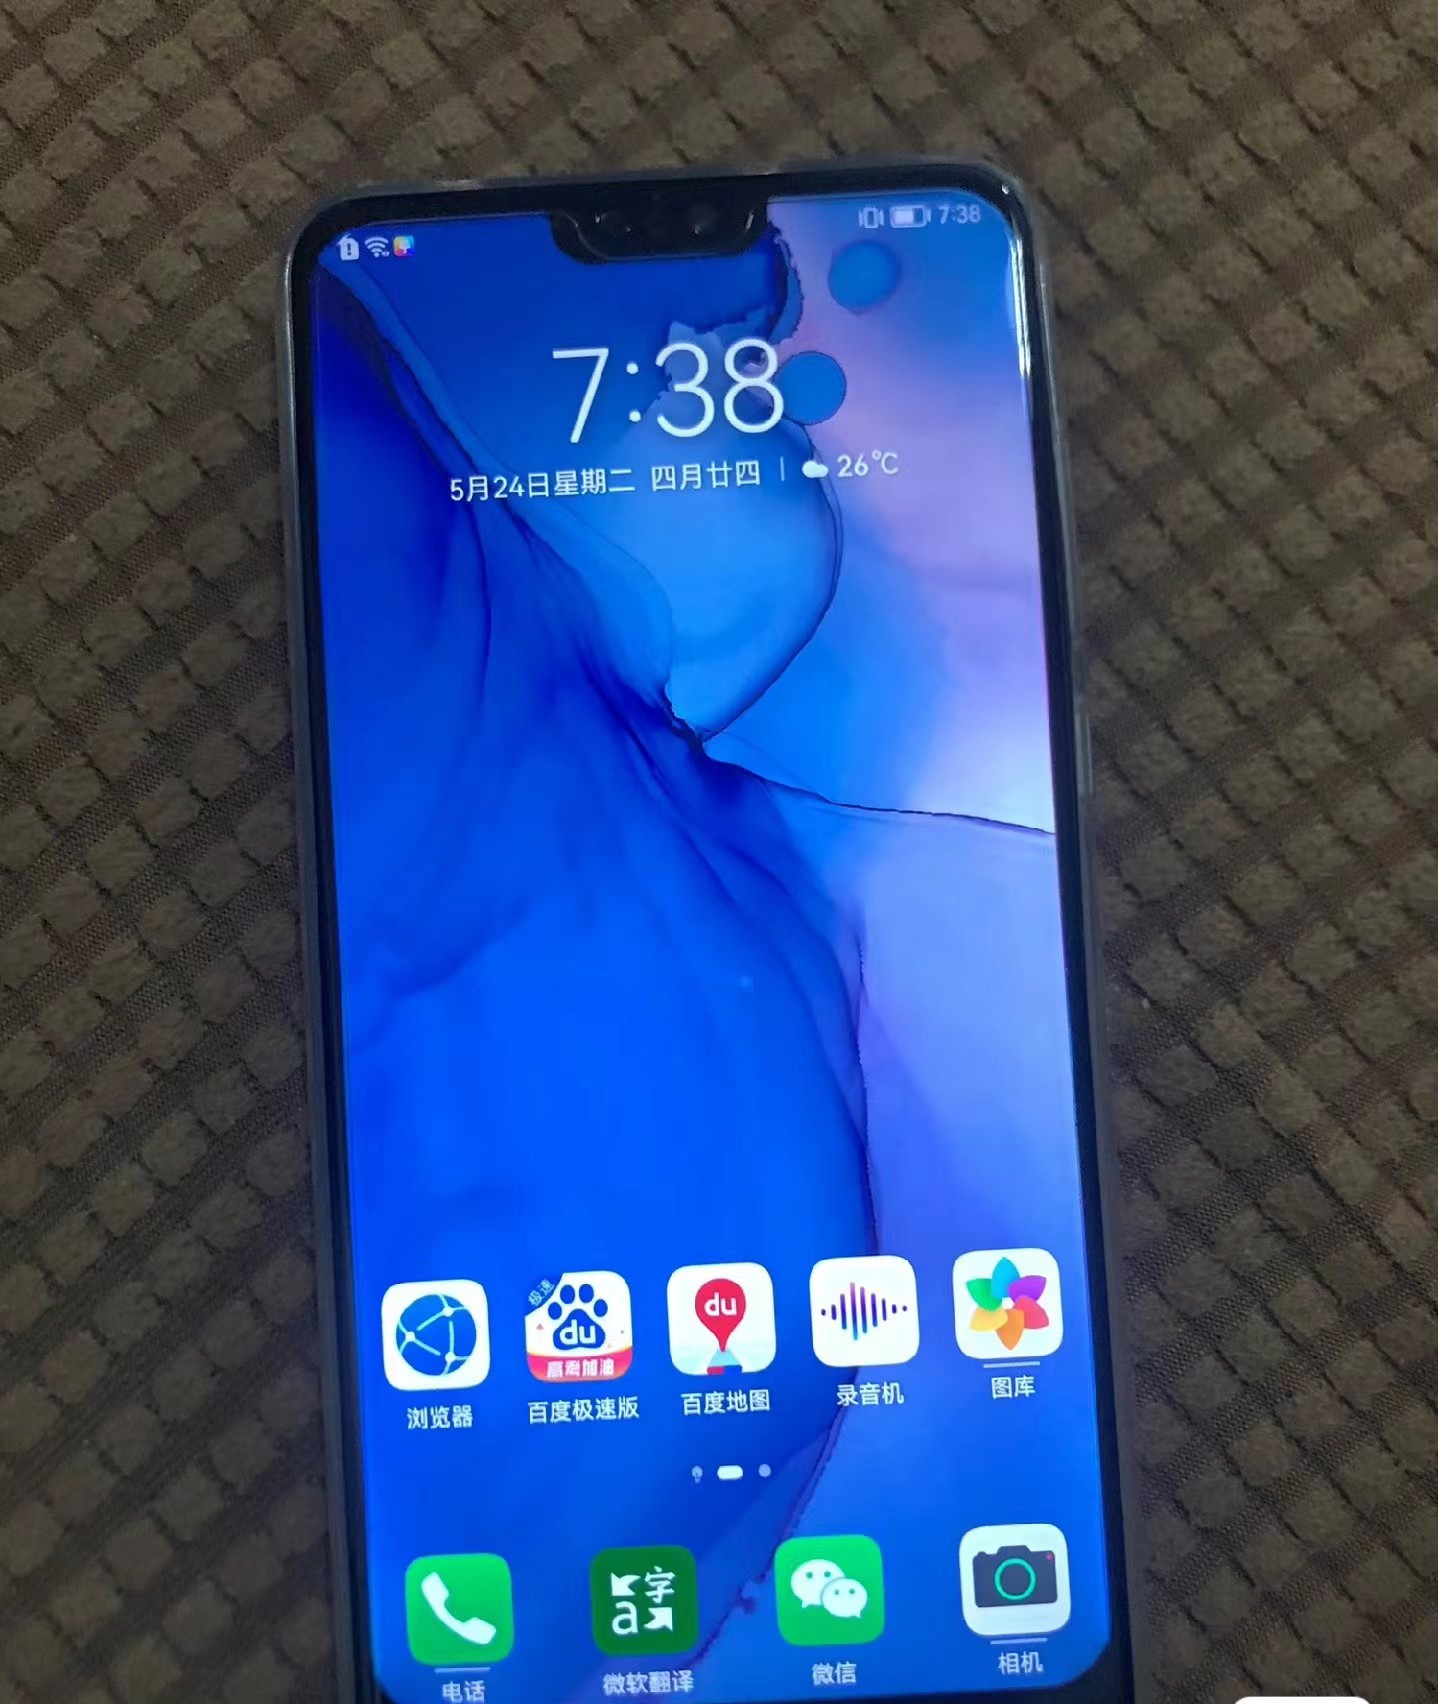 7:38
7:38
5月24日星期二 四月廿四 | 26℃
极速
du
高考加油
du
浏览器
百度极速版
百度地图
录音机
图库
字
a
电话
微软翻译
微信
相机